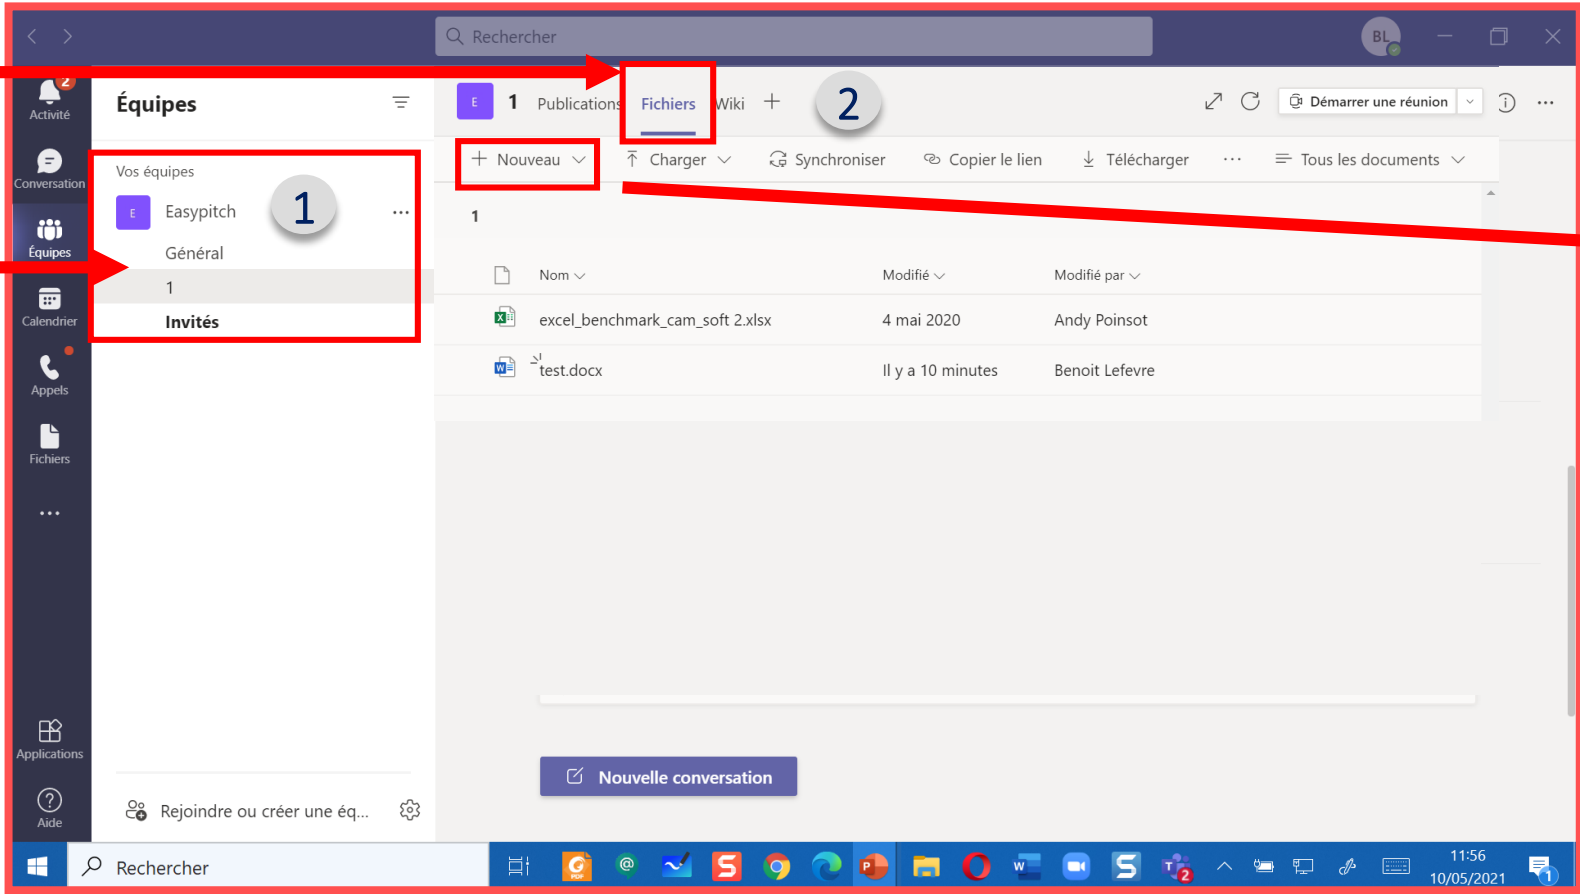 Rechercher
BL
2
Activité
Conversation
Équipes
Calendrier
Appels
Fichiers
Applications
Aide
Équipes
Vos équipes
E Easypitch
1
Général
1
Invités
Rejoindre ou créer une éq...
E 1 Publications Fichiers Wiki
2
Démarrer une réunion
Nouveau Charger Synchroniser Copier le lien Télécharger ... Tous les documents
1
Nom Modifié Modifié par
excel_benchmark_cam_soft 2.xlsx 4 mai 2020 Andy Poinsot
test.docx Il y a 10 minutes Benoit Lefevre
Nouvelle conversation
Rechercher
2
11:56
10/05/2021
1